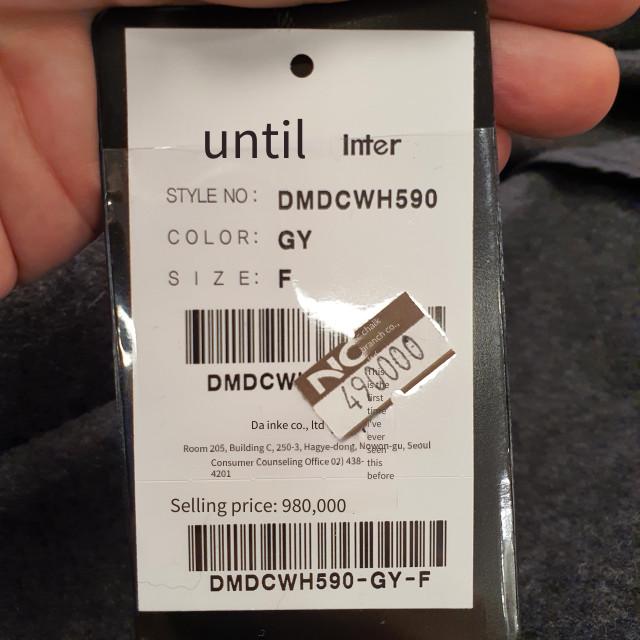 until Inter
STYLE NO: DMDCWH590
COLOR: GY
SIZE: F
NC
chalk
branch co.,
DMDCW
This
is the
first
time
I've
ever
seen
this
before
Da inke co., ltd
Room 205, Building C, 250-3, Hagye-dong, Nowon-gu, Seoul
Consumer Counseling Office 02) 438-
4201
Selling price: 980,000
DMDCWH590-GY-F